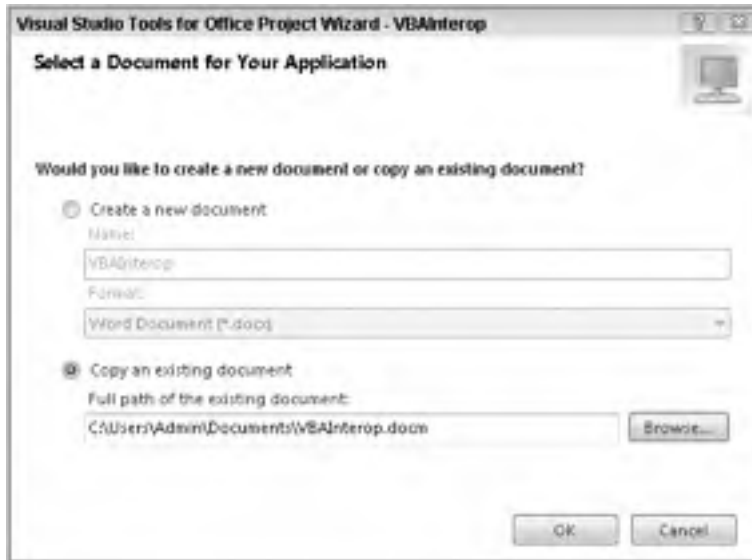 Visual Studio Tools for Office Project Wizard - VBAInterop
Select a Document for Your Application
Would you like to create a new document or copy an existing document?
Create a new document
Name:
VBAInterop
Format:
Word Document (*.docx)
Copy an existing document
Full path of the existing document:
C:\Users\Admin\Documents\VBAInterop.docm
Browse...
OK
Cancel